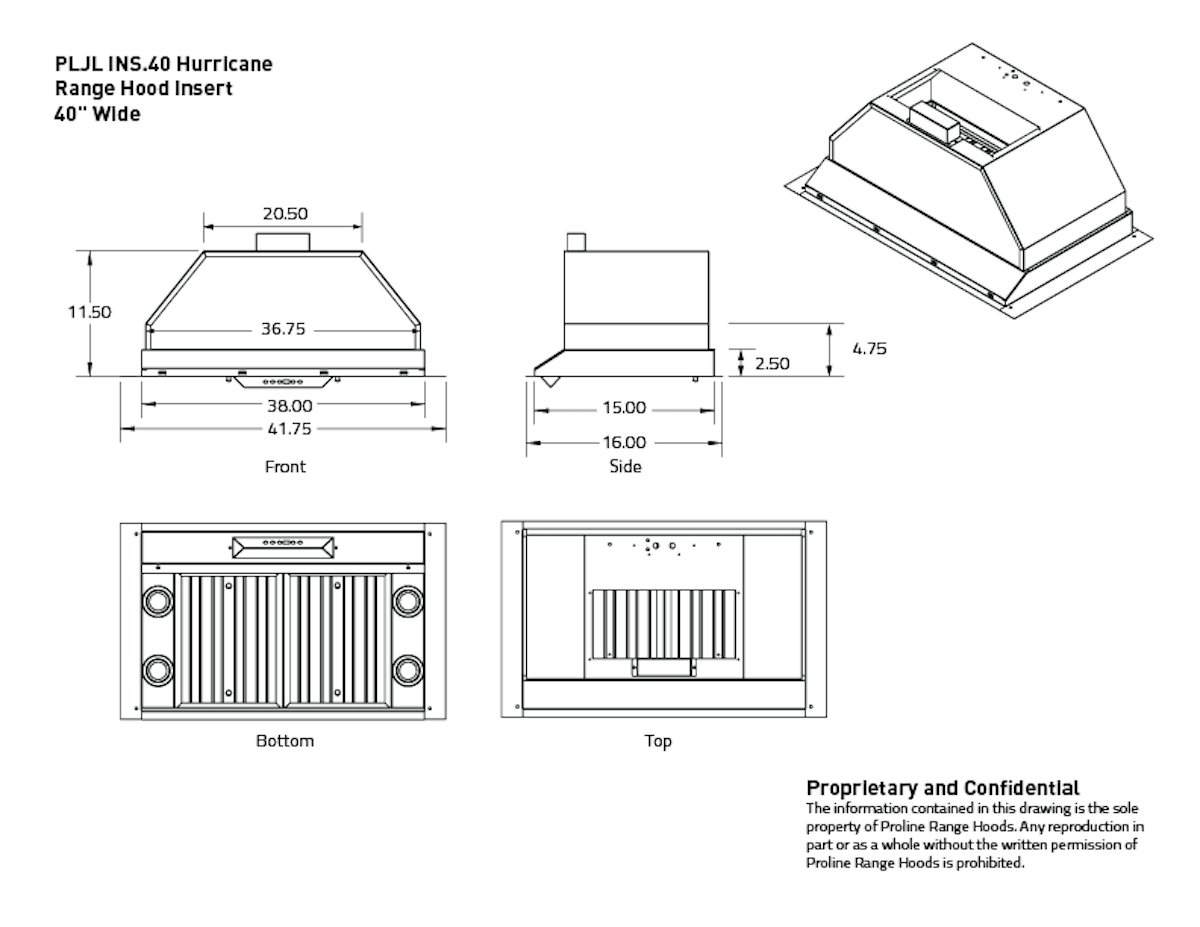 PLJL INS.40 Hurricane
Range Hood Insert
40" Wide
20.50
11.50
36.75
38.00
41.75
Front
4.75
2.50
15.00
16.00
Side
Bottom
Top
Proprietary and Confidential
The information contained in this drawing is the sole
property of Proline Range Hoods. Any reproduction in
part or as a whole without the written permission of
Proline Range Hoods is prohibited.